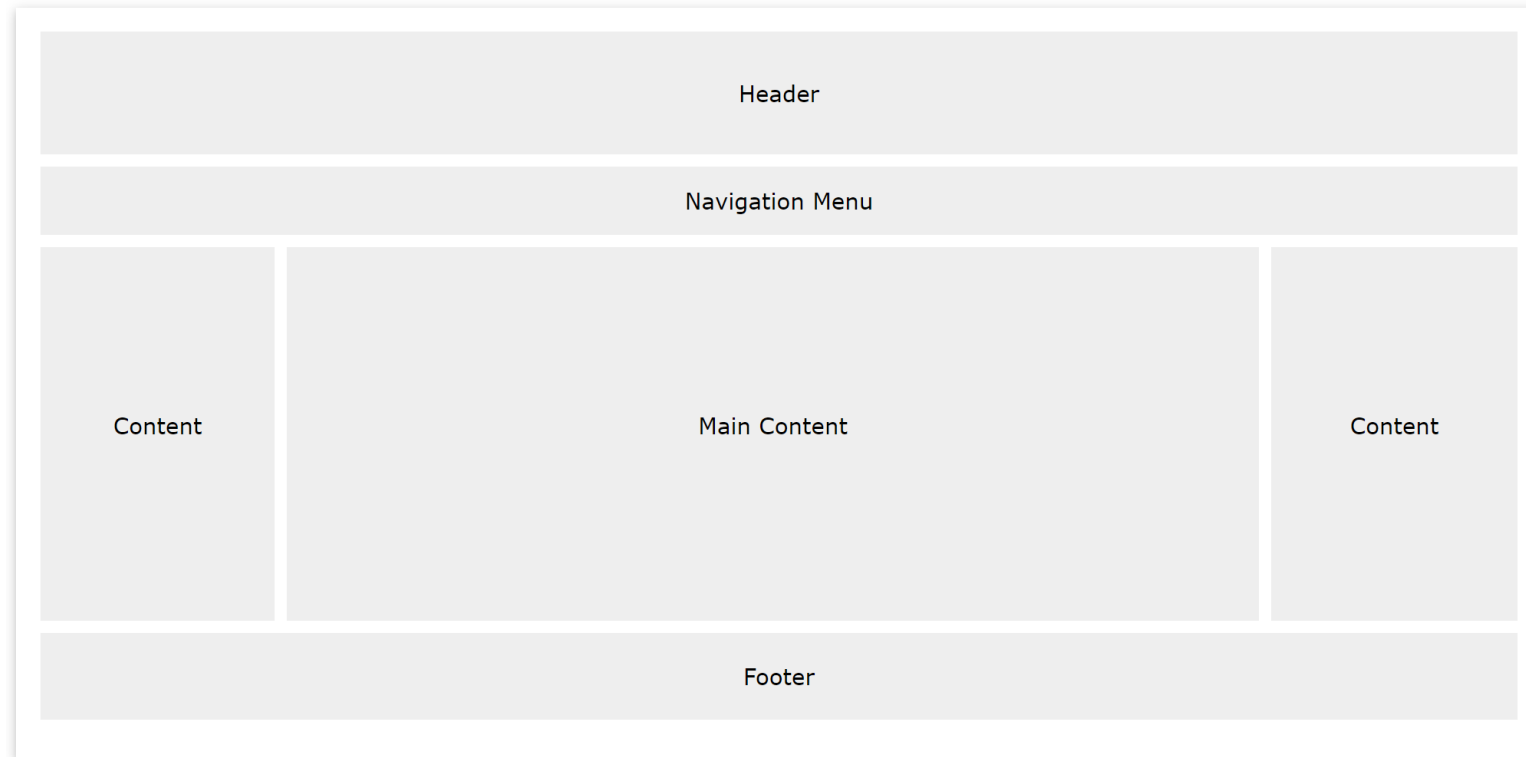 Header
Navigation Menu
Content
Main Content
Content
Footer